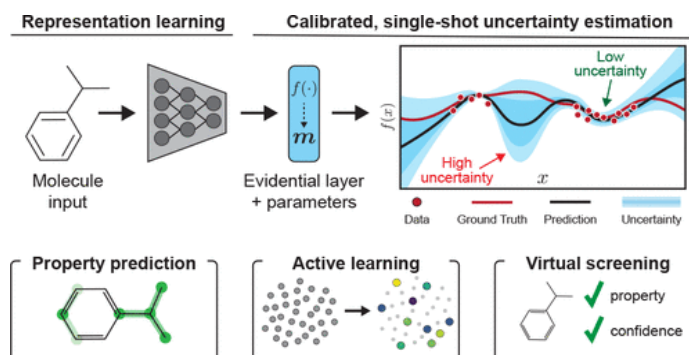 Representation learning
Calibrated, single-shot uncertainty estimation
Molecule
input
f(·)
m
Evidential layer
+ parameters
f(x)
Low
uncertainty
High
uncertainty
x
Data
Ground Truth
Prediction
Uncertainty
Property prediction
Active learning
Virtual screening
property
confidence